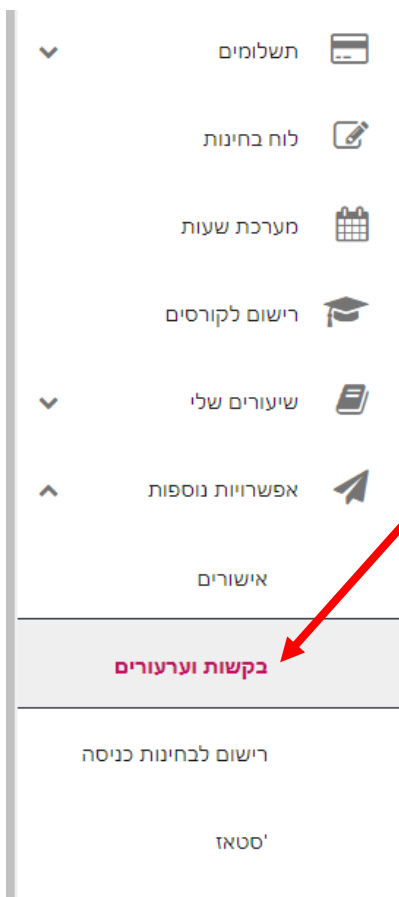 תשלומים
לוח בחינות
מערכת שעות
רישום לקורסים
שיעורים שלי
אפשרויות נוספות
אישורים
בקשות וערעורים
רישום לבחינות כניסה
'סטאז